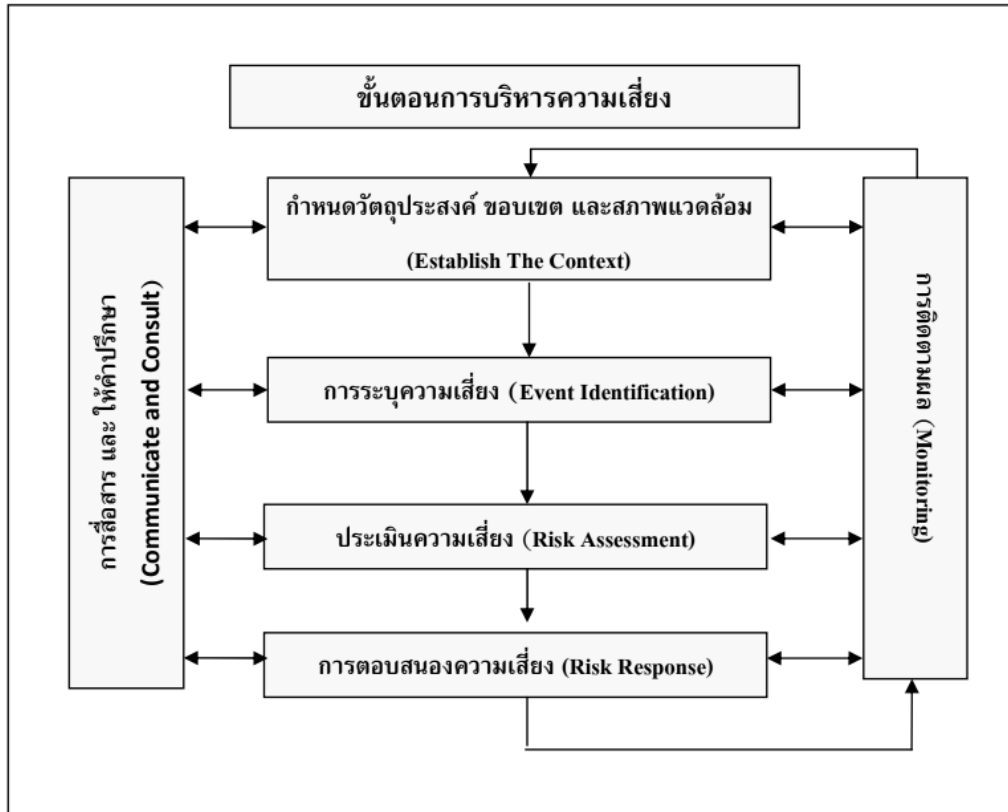 ขั้นตอนการบริหารความเสี่ยง
กำหนดวัตถุประสงค์ ขอบเขต และสภาพแวดล้อม
(Establish The Context)
การระบุความเสี่ยง (Event Identification)
ประเมินความเสี่ยง (Risk Assessment)
การตอบสนองความเสี่ยง (Risk Response)
การสื่อสาร และ ให้คำปรึกษา
(Communicate and Consult)
การติดตามผล (Monitoring)